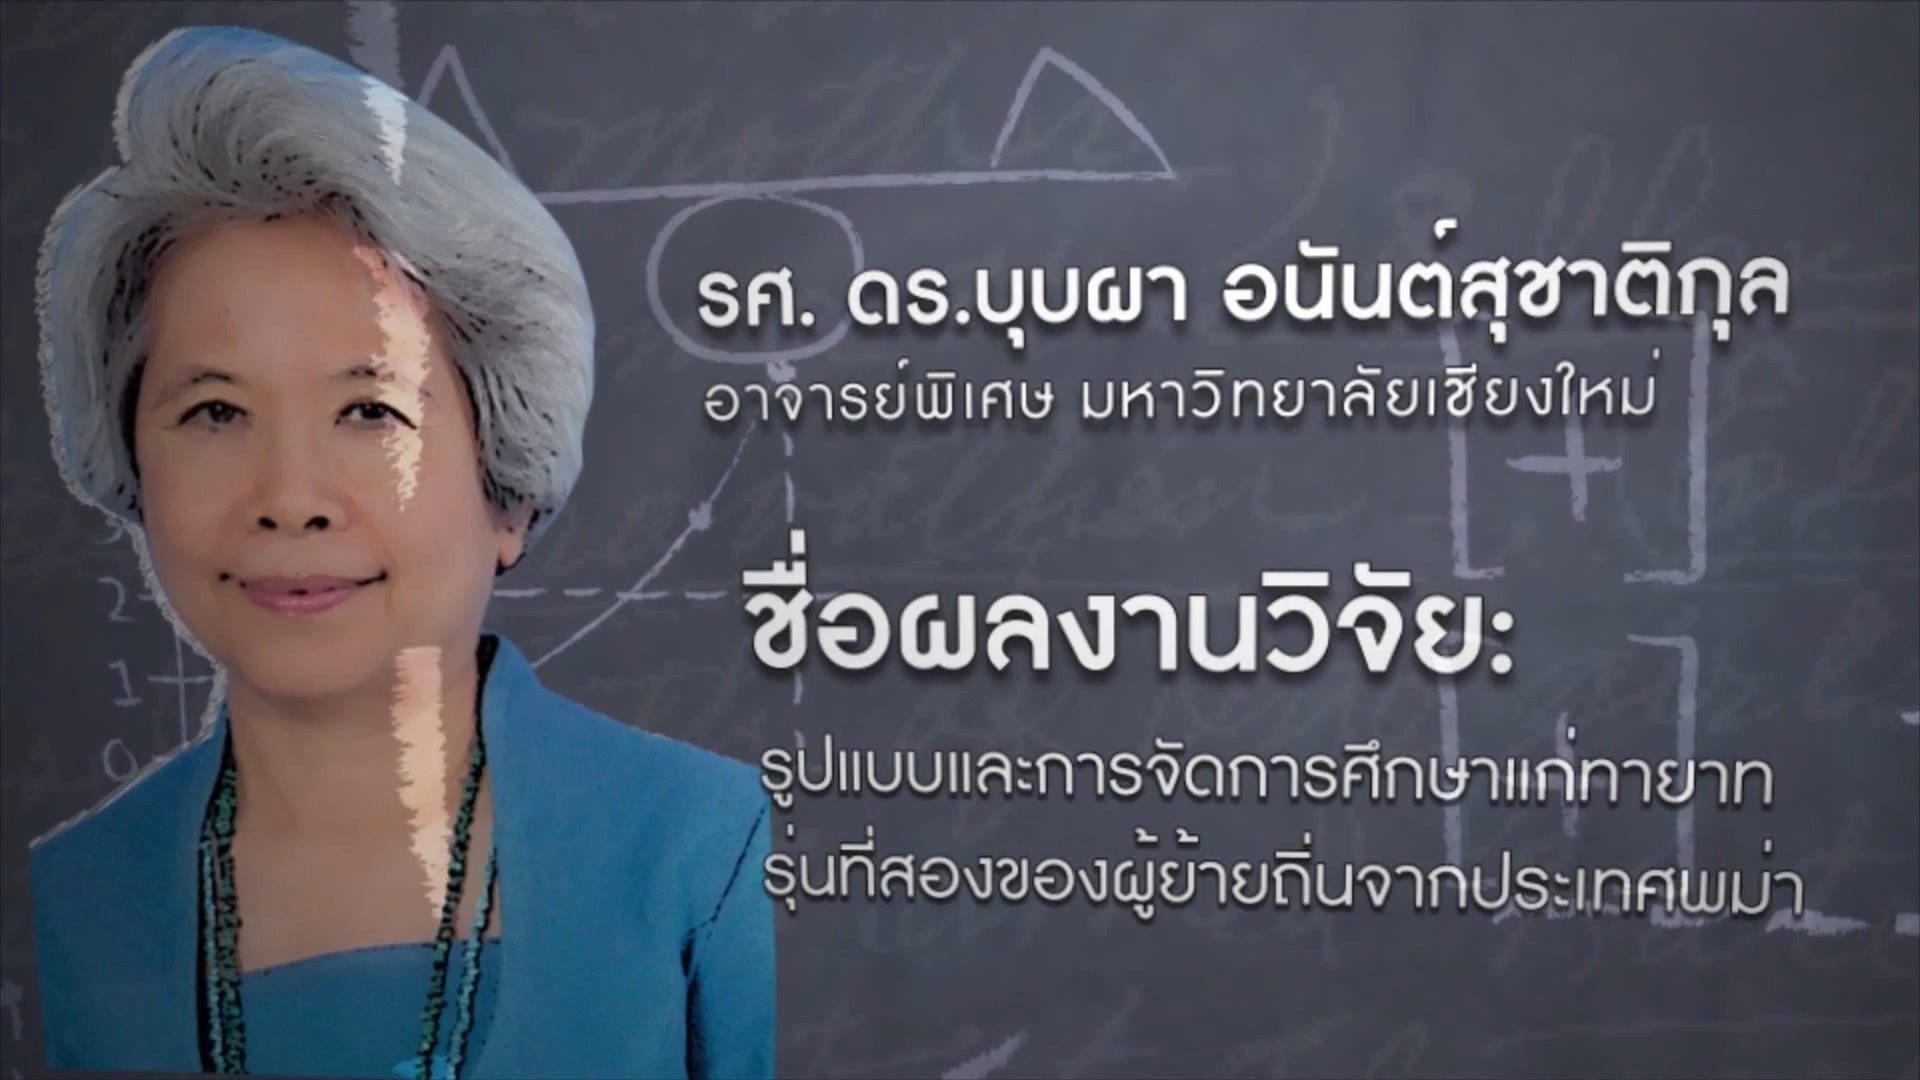 รศ. ดร.บุบผา อนันต์สุชาติกุล
อาจารย์พิเศษ มหาวิทยาลัยเชียงใหม่
ชื่อผลงานวิจัย:
รูปแบบและการจัดการศึกษาแก่ทายาท
รุ่นที่สองของผู้ย้ายถิ่นจากประเทศพม่า
2
1
0